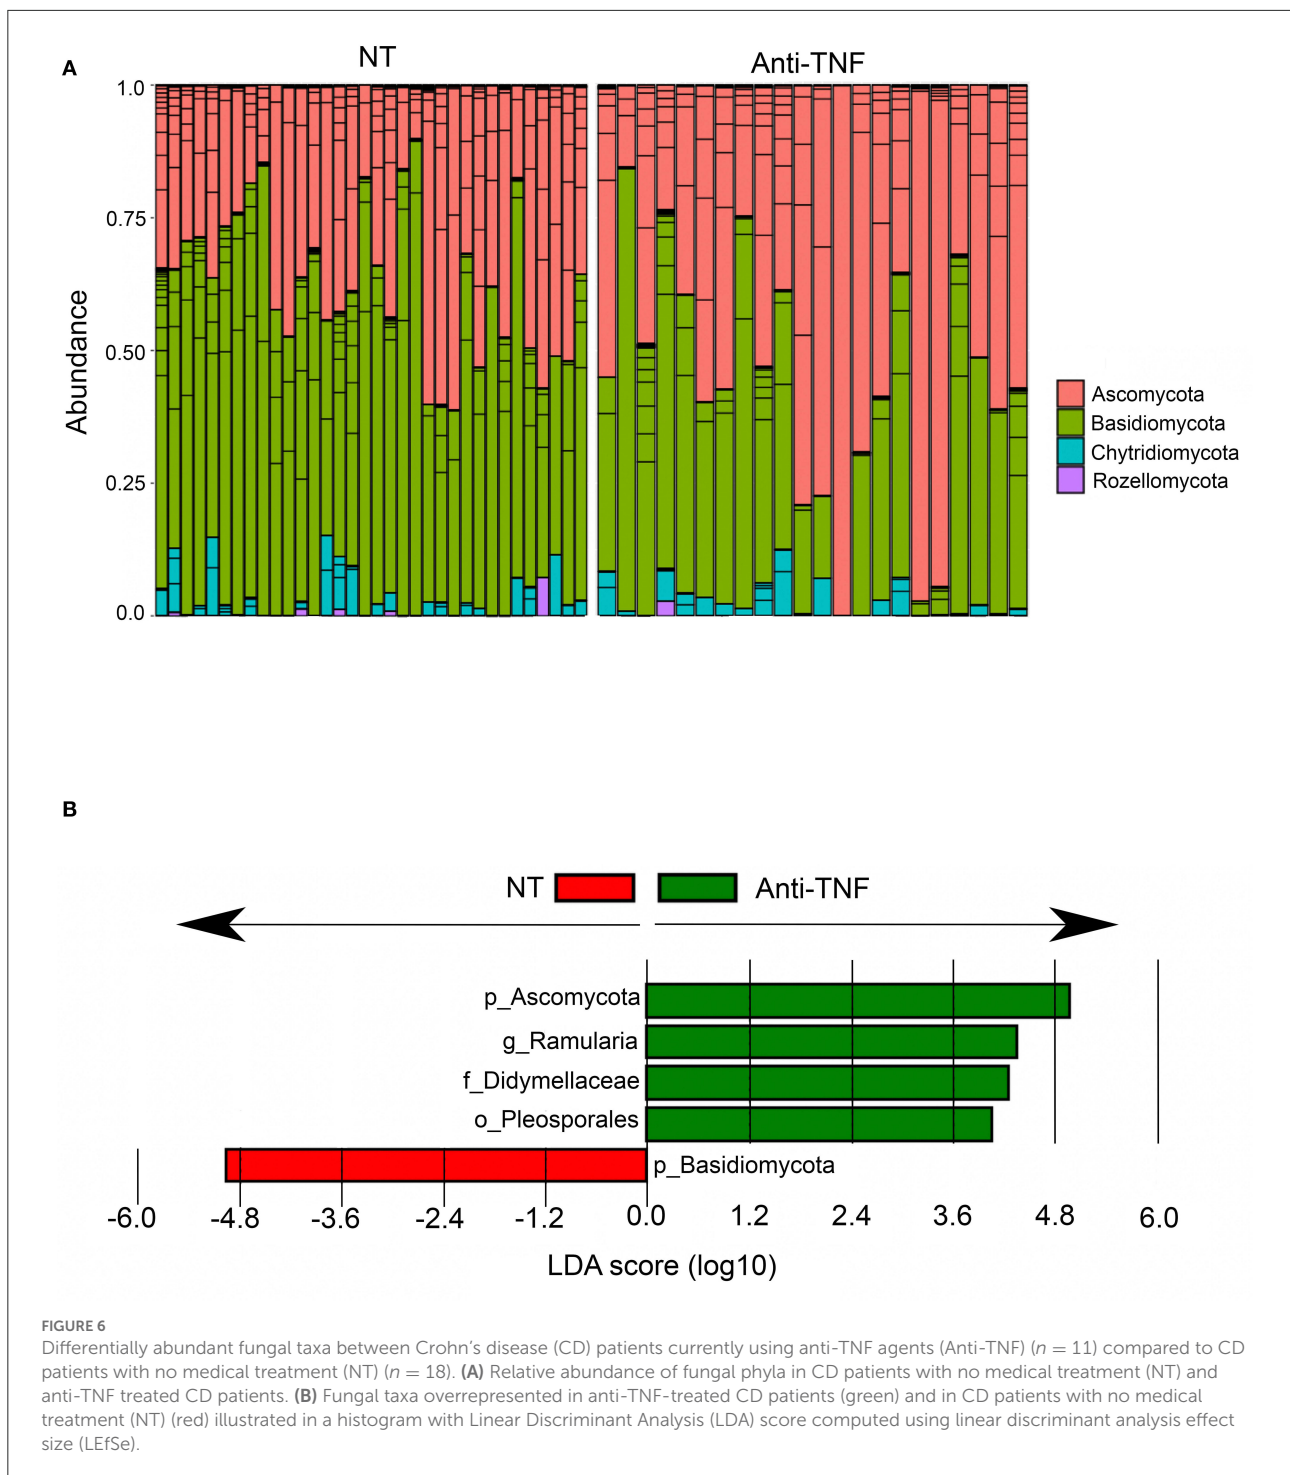 A
NT
Anti-TNF
1.0
0.75
0.50
0.25
0.0
Abundance
Ascomycota
Basidiomycota
Chytridiomycota
Rozellomycota
B
NT
Anti-TNF
p_Ascomycota
g_Ramularia
f_Didymellaceae
o_Pleosporales
p_Basidiomycota
-6.0 -4.8 -3.6 -2.4 -1.2 0.0 1.2 2.4 3.6 4.8 6.0
LDA score (log10)
FIGURE 6
Differentially abundant fungal taxa between Crohn's disease (CD) patients currently using anti-TNF agents (Anti-TNF) (n = 11) compared to CD
patients with no medical treatment (NT) (n = 18). (A) Relative abundance of fungal phyla in CD patients with no medical treatment (NT) and
anti-TNF treated CD patients. (B) Fungal taxa overrepresented in anti-TNF-treated CD patients (green) and in CD patients with no medical
treatment (NT) (red) illustrated in a histogram with Linear Discriminant Analysis (LDA) score computed using linear discriminant analysis effect
size (LEfSe).